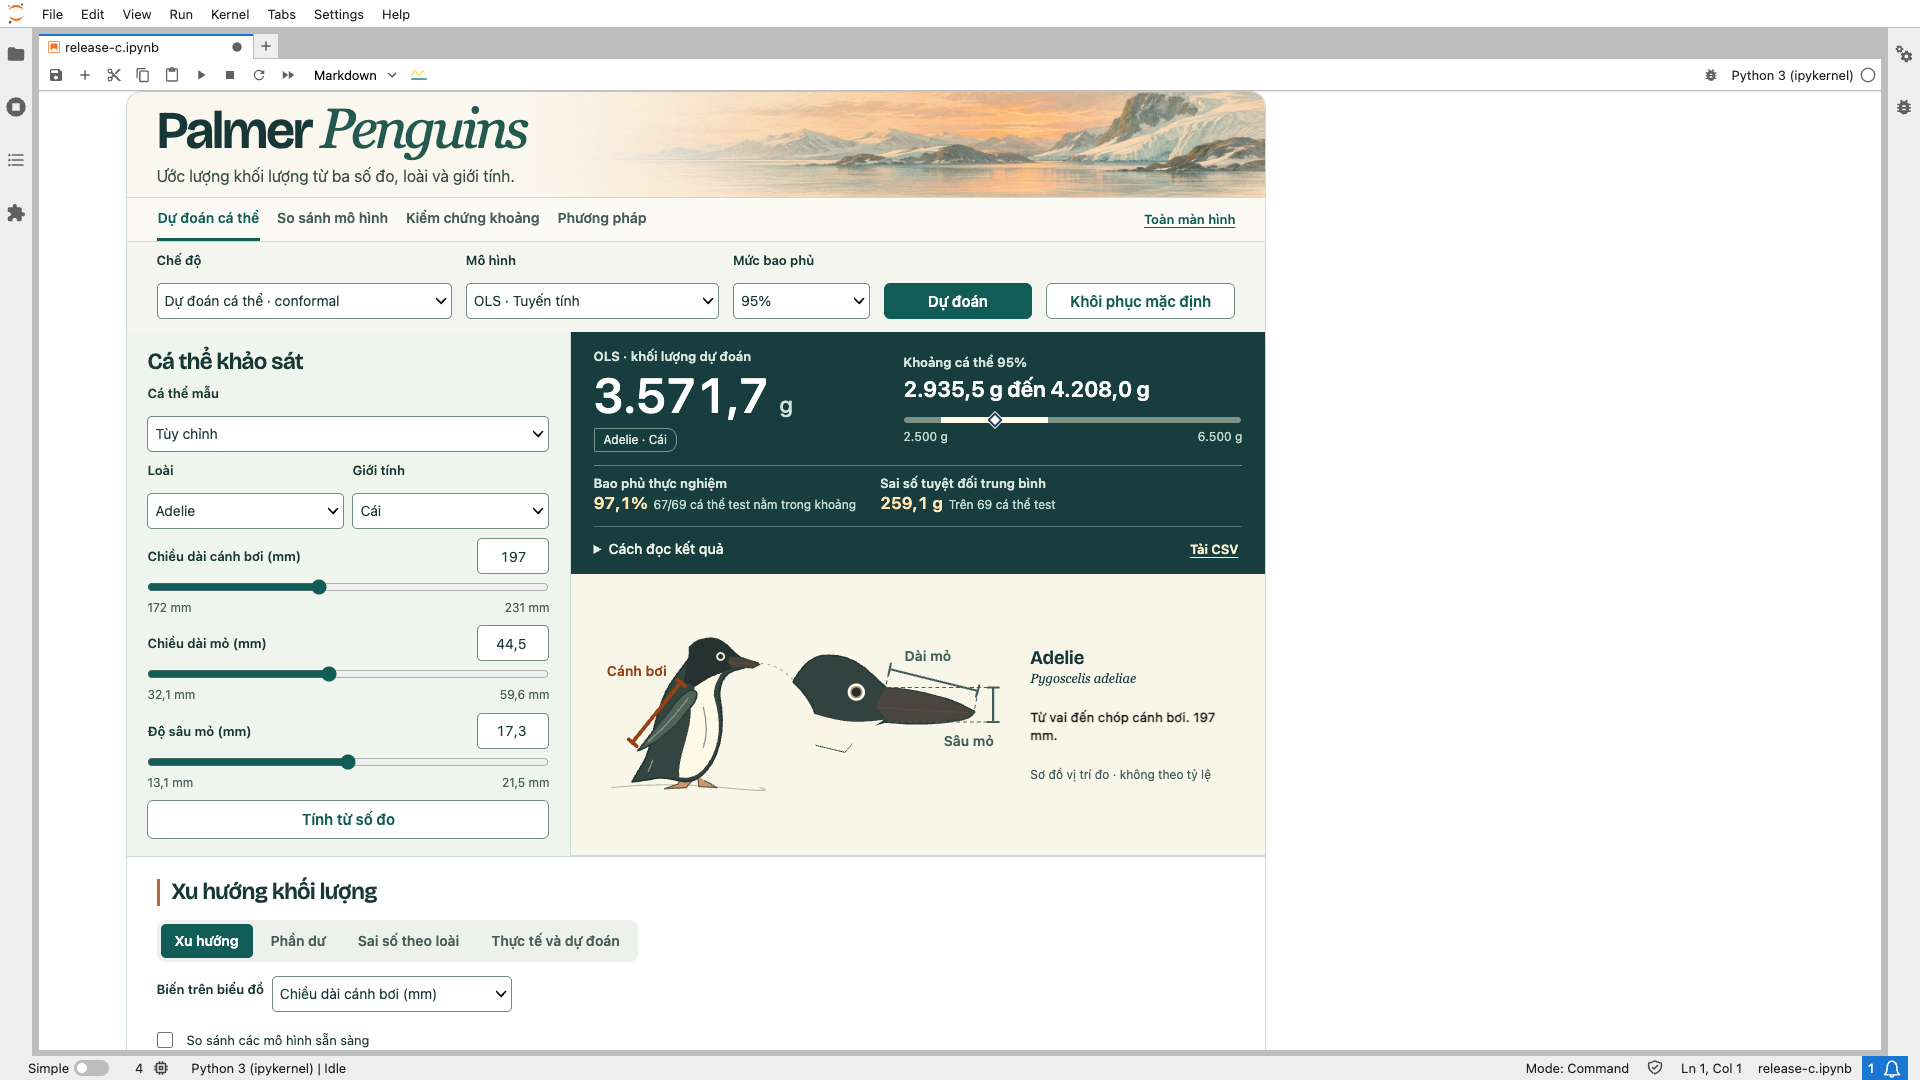 File Edit View Run Kernel Tabs Settings Help
release-c.ipynb
Markdown
Python 3 (ipykernel)
Palmer Penguins
Ước lượng khối lượng từ ba số đo, loài và giới tính.
Dự đoán cá thể So sánh mô hình Kiểm chứng khoảng Phương pháp Toàn màn hình
Chế độ Mô hình Mức bao phủ
Dự đoán cá thể · conformal OLS · Tuyến tính 95% Dự đoán Khôi phục mặc định
Cá thể khảo sát
Cá thể mẫu
Tùy chỉnh
Loài Giới tính
Adelie Cái
Chiều dài cánh bơi (mm) 197
172 mm 231 mm
Chiều dài mỏ (mm) 44,5
32,1 mm 59,6 mm
Độ sâu mỏ (mm) 17,3
13,1 mm 21,5 mm
Tính từ số đo
OLS · khối lượng dự đoán
3.571,7 g
Adelie · Cái
Khoảng cá thể 95%
2.935,5 g đến 4.208,0 g
2.500 g 6.500 g
Bao phủ thực nghiệm
97,1% 67/69 cá thể test nằm trong khoảng
Sai số tuyệt đối trung bình
259,1 g Trên 69 cá thể test
Cách đọc kết quả Tải CSV
Cánh bơi
Dài mỏ
Sâu mỏ
Adelie
Pygoscelis adeliae
Từ vai đến chóp cánh bơi. 197
mm.
Sơ đồ vị trí đo · không theo tỷ lệ
Xu hướng khối lượng
Xu hướng Phần dư Sai số theo loài Thực tế và dự đoán
Biến trên biểu đồ Chiều dài cánh bơi (mm)
So sánh các mô hình sẵn sàng
Simple 4 Python 3 (ipykernel) | Idle Mode: Command Ln 1, Col 1 release-c.ipynb 1